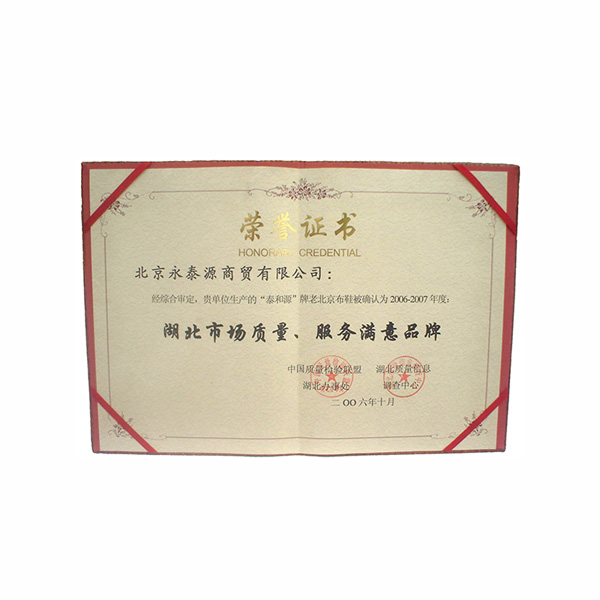 荣誉证书
HONORARY CREDENTIAL
北京永泰源商贸有限公司：
经综合审定，贵单位生产的“泰和源”牌老北京布鞋被确认为2006-2007年度：
湖北市场质量、服务满意品牌
中国质量检验联盟 湖北质量信息
湖北办事处 调查中心
二OO六年十月